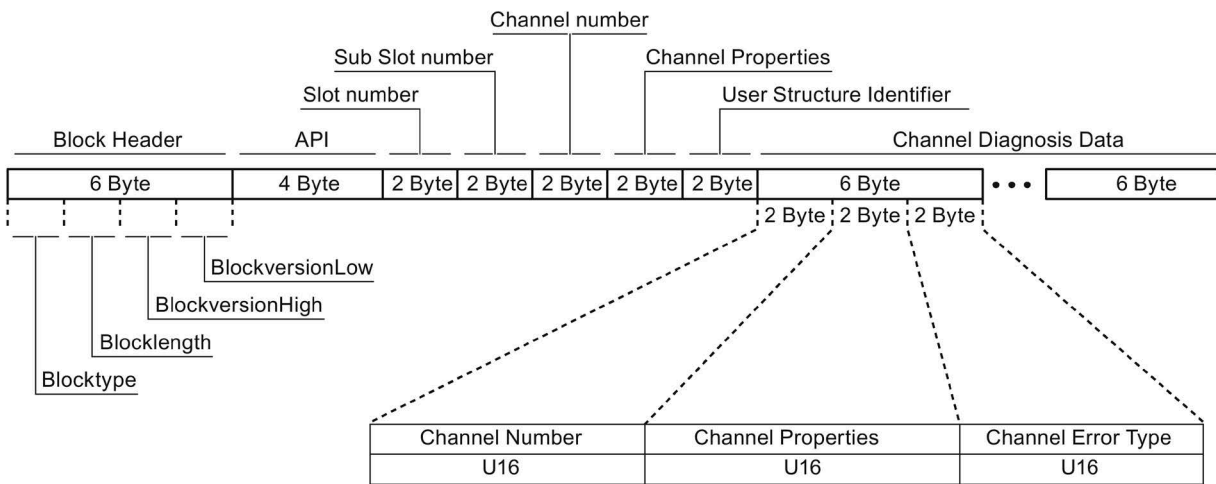 Channel number
Sub Slot number
Channel Properties
Slot number
User Structure Identifier
Block Header
API
Channel Diagnosis Data
6 Byte
4 Byte
2 Byte
2 Byte
2 Byte
2 Byte
2 Byte
6 Byte
6 Byte
2 Byte
2 Byte
2 Byte
BlockversionLow
BlockversionHigh
Blocklength
Blocktype
Channel Number
Channel Properties
Channel Error Type
U16
U16
U16